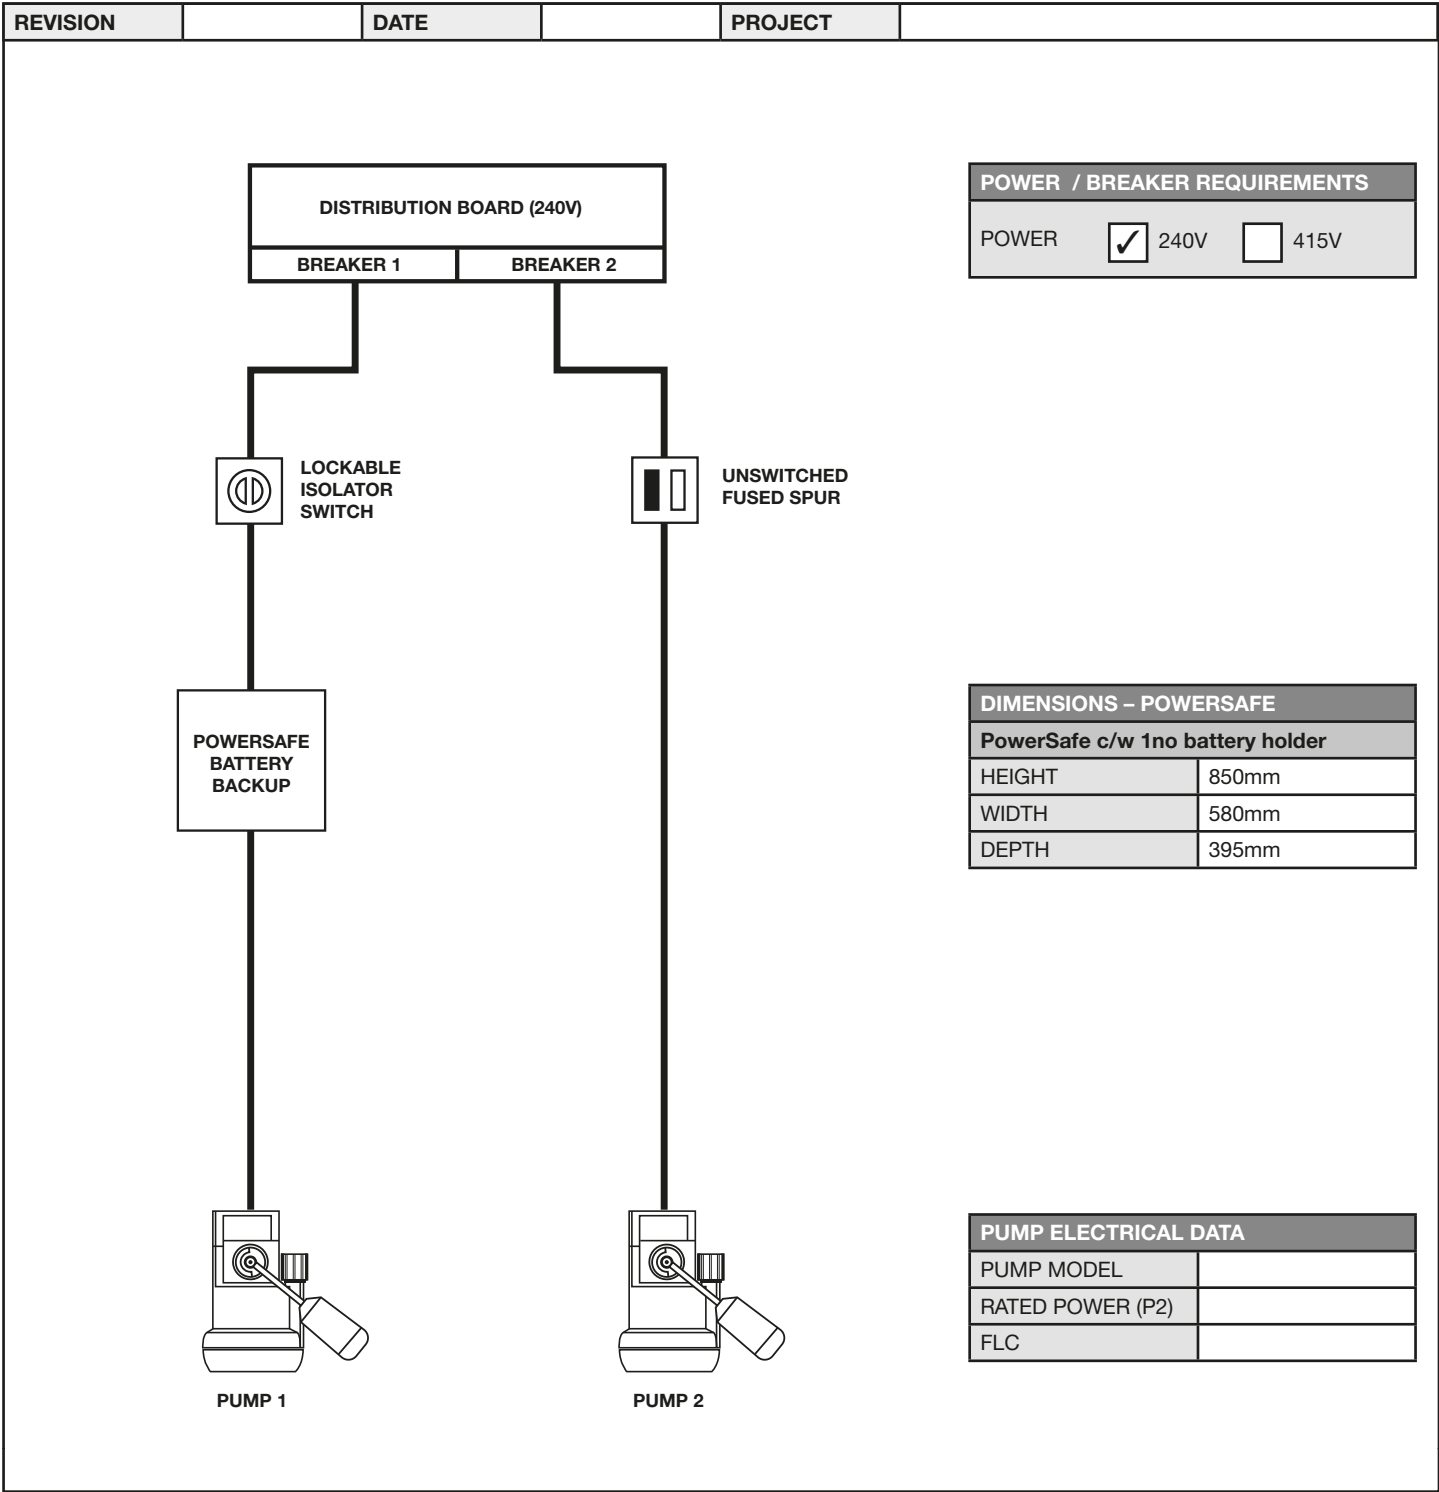 REVISION DATE PROJECT
DISTRIBUTION BOARD (240V)
BREAKER 1 BREAKER 2
POWER / BREAKER REQUIREMENTS
POWER ✓ 240V 415V
LOCKABLE
ISOLATOR
SWITCH
UNSWITCHED
FUSED SPUR
POWERSAFE
BATTERY
BACKUP
DIMENSIONS – POWERSAFE
PowerSafe c/w 1no battery holder
HEIGHT 850mm
WIDTH 580mm
DEPTH 395mm
PUMP 1
PUMP 2
PUMP ELECTRICAL DATA
PUMP MODEL
RATED POWER (P2)
FLC